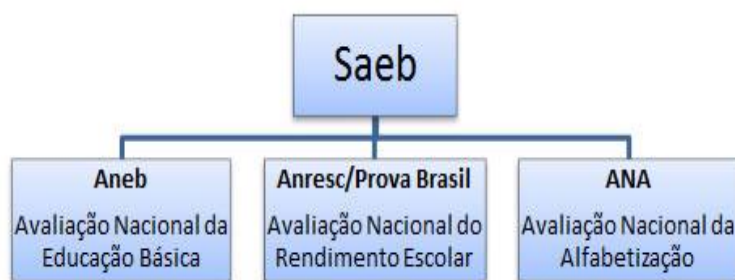 Saeb
Aneb
Avaliação Nacional da
Educação Básica
Anresc/Prova Brasil
Avaliação Nacional do
Rendimento Escolar
ANA
Avaliação Nacional da
Alfabetização